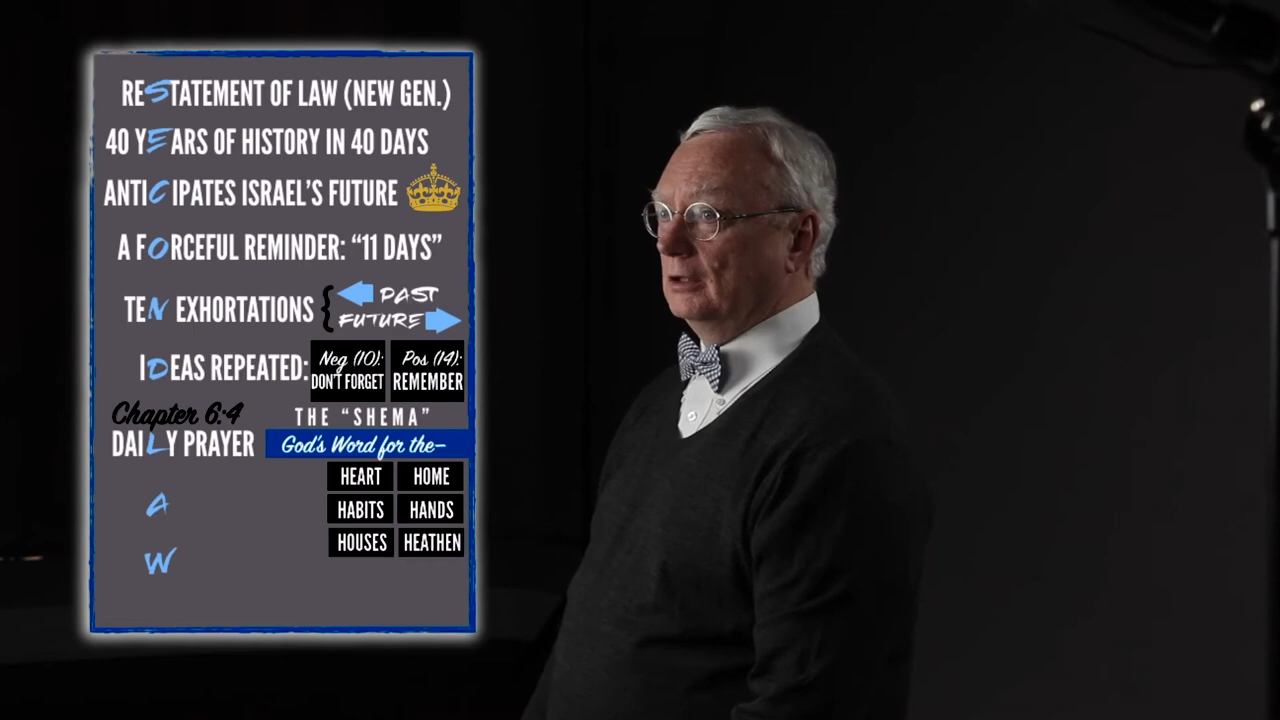 RESTATEMENT OF LAW (NEW GEN.)
40 YEARS OF HISTORY IN 40 DAYS
ANTICIPATES ISRAEL'S FUTURE
A FORCEFUL REMINDER: “11 DAYS”
TEN EXHORTATIONS { PAST
FUTURE
IDEAS REPEATED:
Neg (10):
DON'T FORGET
Pos (14):
REMEMBER
Chapter 6:4
THE “SHEMA”
DAILY PRAYER
God's Word for the–
HEART HOME
HABITS HANDS
HOUSES HEATHEN
A
W